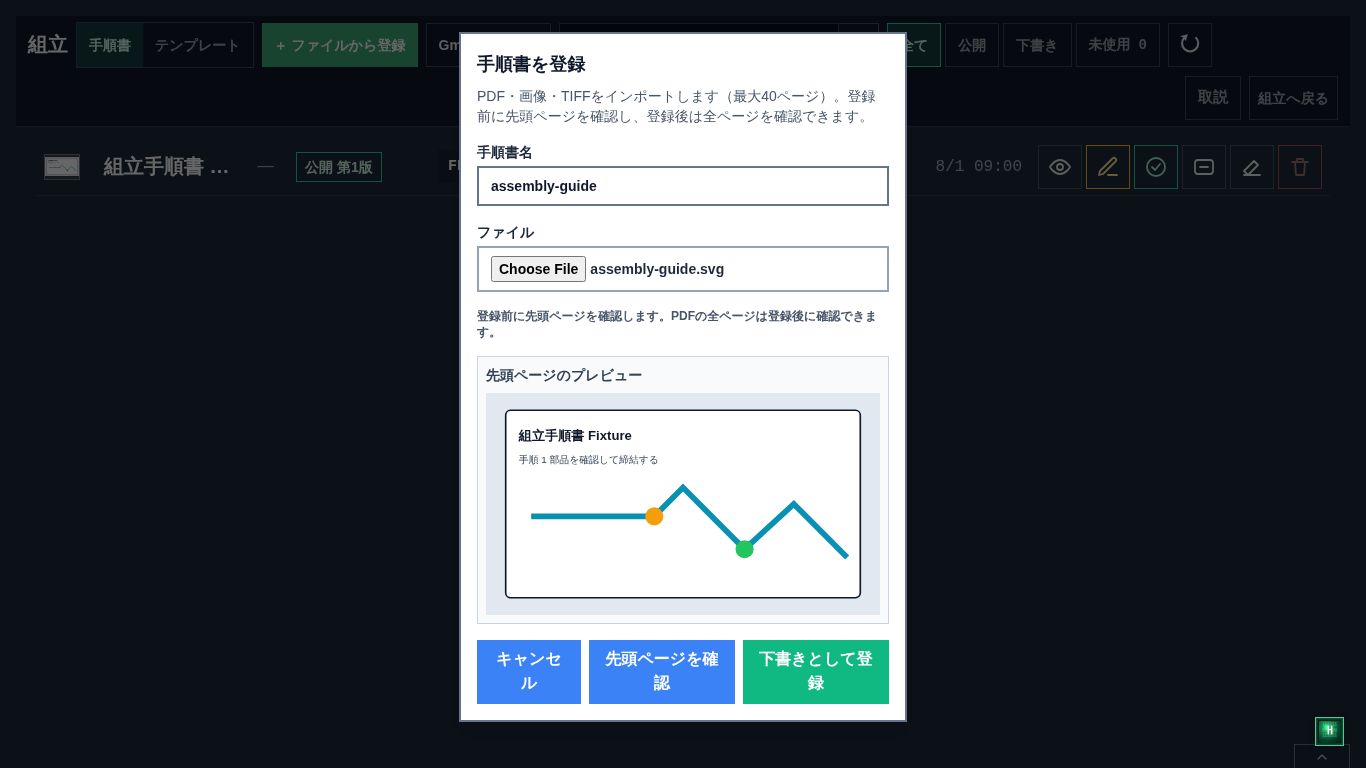 組立
手順書
テンプレート
＋ ファイルから登録
Gm
全て
公開
下書き
未使用 0
取説
組立へ戻る
組立手順書 …
—
公開 第1版
8/1 09:00
手順書を登録
PDF・画像・TIFFをインポートします（最大40ページ）。登録
前に先頭ページを確認し、登録後は全ページを確認できます。
手順書名
assembly-guide
ファイル
Choose File assembly-guide.svg
登録前に先頭ページを確認します。PDFの全ページは登録後に確認できま
す。
先頭ページのプレビュー
組立手順書 Fixture
手順 1 部品を確認して締結する
キャンセ
ル
先頭ページを確
認
下書きとして登
録